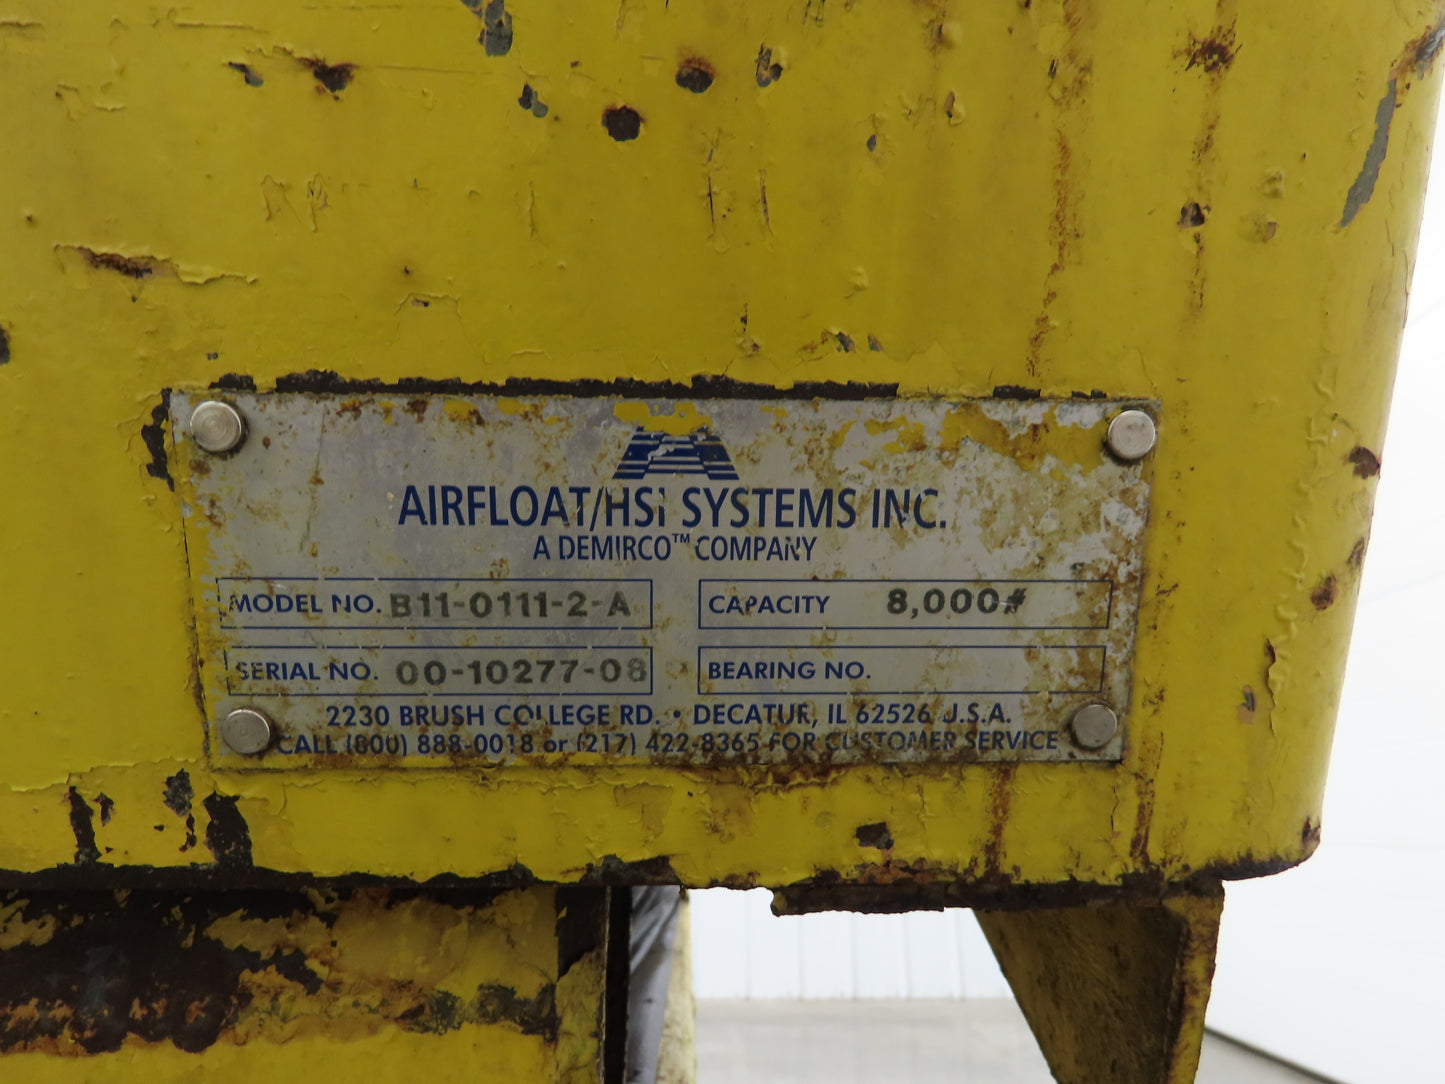 AIRFLOAT/HSI SYSTEMS INC.
A DEMIRCO™ COMPANY
MODEL NO. B11-0111-2-A
CAPACITY 8,000#
SERIAL NO. 00-10277-08
BEARING NO.
2230 BRUSH COLLEGE RD. • DECATUR, IL 62526 U.S.A.
CALL (800) 888-0018 or (217) 422-8365 FOR CUSTOMER SERVICE